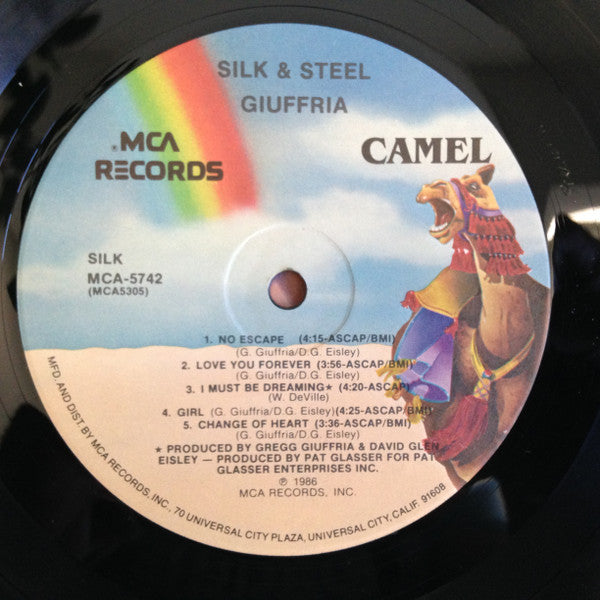 SILK & STEEL
GIUFFRIA
®MCA
RECORDS
CAMEL
SILK
MCA-5742
(MCA5305)
1. NO ESCAPE (4:15-ASCAP/BMI)
(G. Giuffria/D.G. Eisley)
2. LOVE YOU FOREVER (3:56-ASCAP/BMI)
(G. Giuffria/D.G. Eisley)
3. I MUST BE DREAMING★ (4:20-ASCAP)
(W. DeVille)
4. GIRL (G. Giuffria/D.G. Eisley)(4:25-ASCAP/BMI)
5. CHANGE OF HEART (3:36-ASCAP/BMI)
(G. Giuffria/D.G. Eisley)
★ PRODUCED BY GREGG GIUFFRIA & DAVID GLEN
EISLEY — PRODUCED BY PAT GLASSER FOR PAT
GLASSER ENTERPRISES INC.
℗ 1986
MCA RECORDS, INC.
MFD. AND DIST. BY MCA RECORDS, INC., 70 UNIVERSAL CITY PLAZA, UNIVERSAL CITY, CALIF. 91608